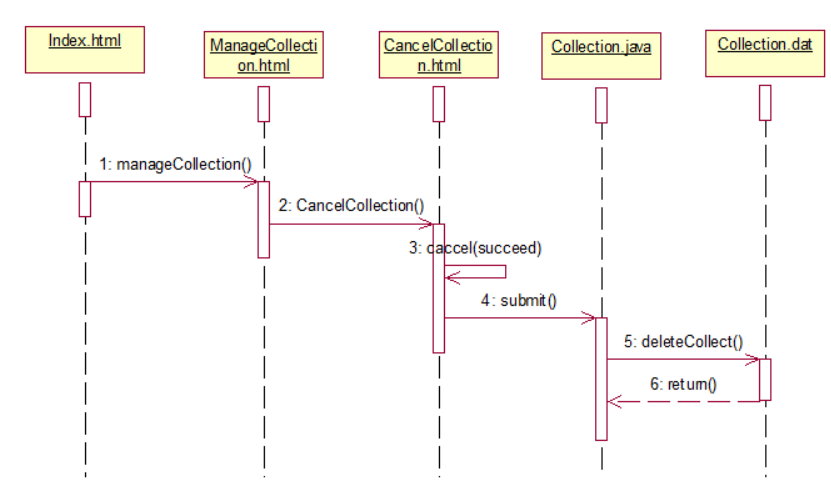 Index.html
ManageCollecti
on.html
CancelCollectio
n.html
Collection.java
Collection.dat
1: manageCollection()
2: CancelCollection()
3: caccel(succeed)
4: submit()
5: deleteCollect()
6: return()